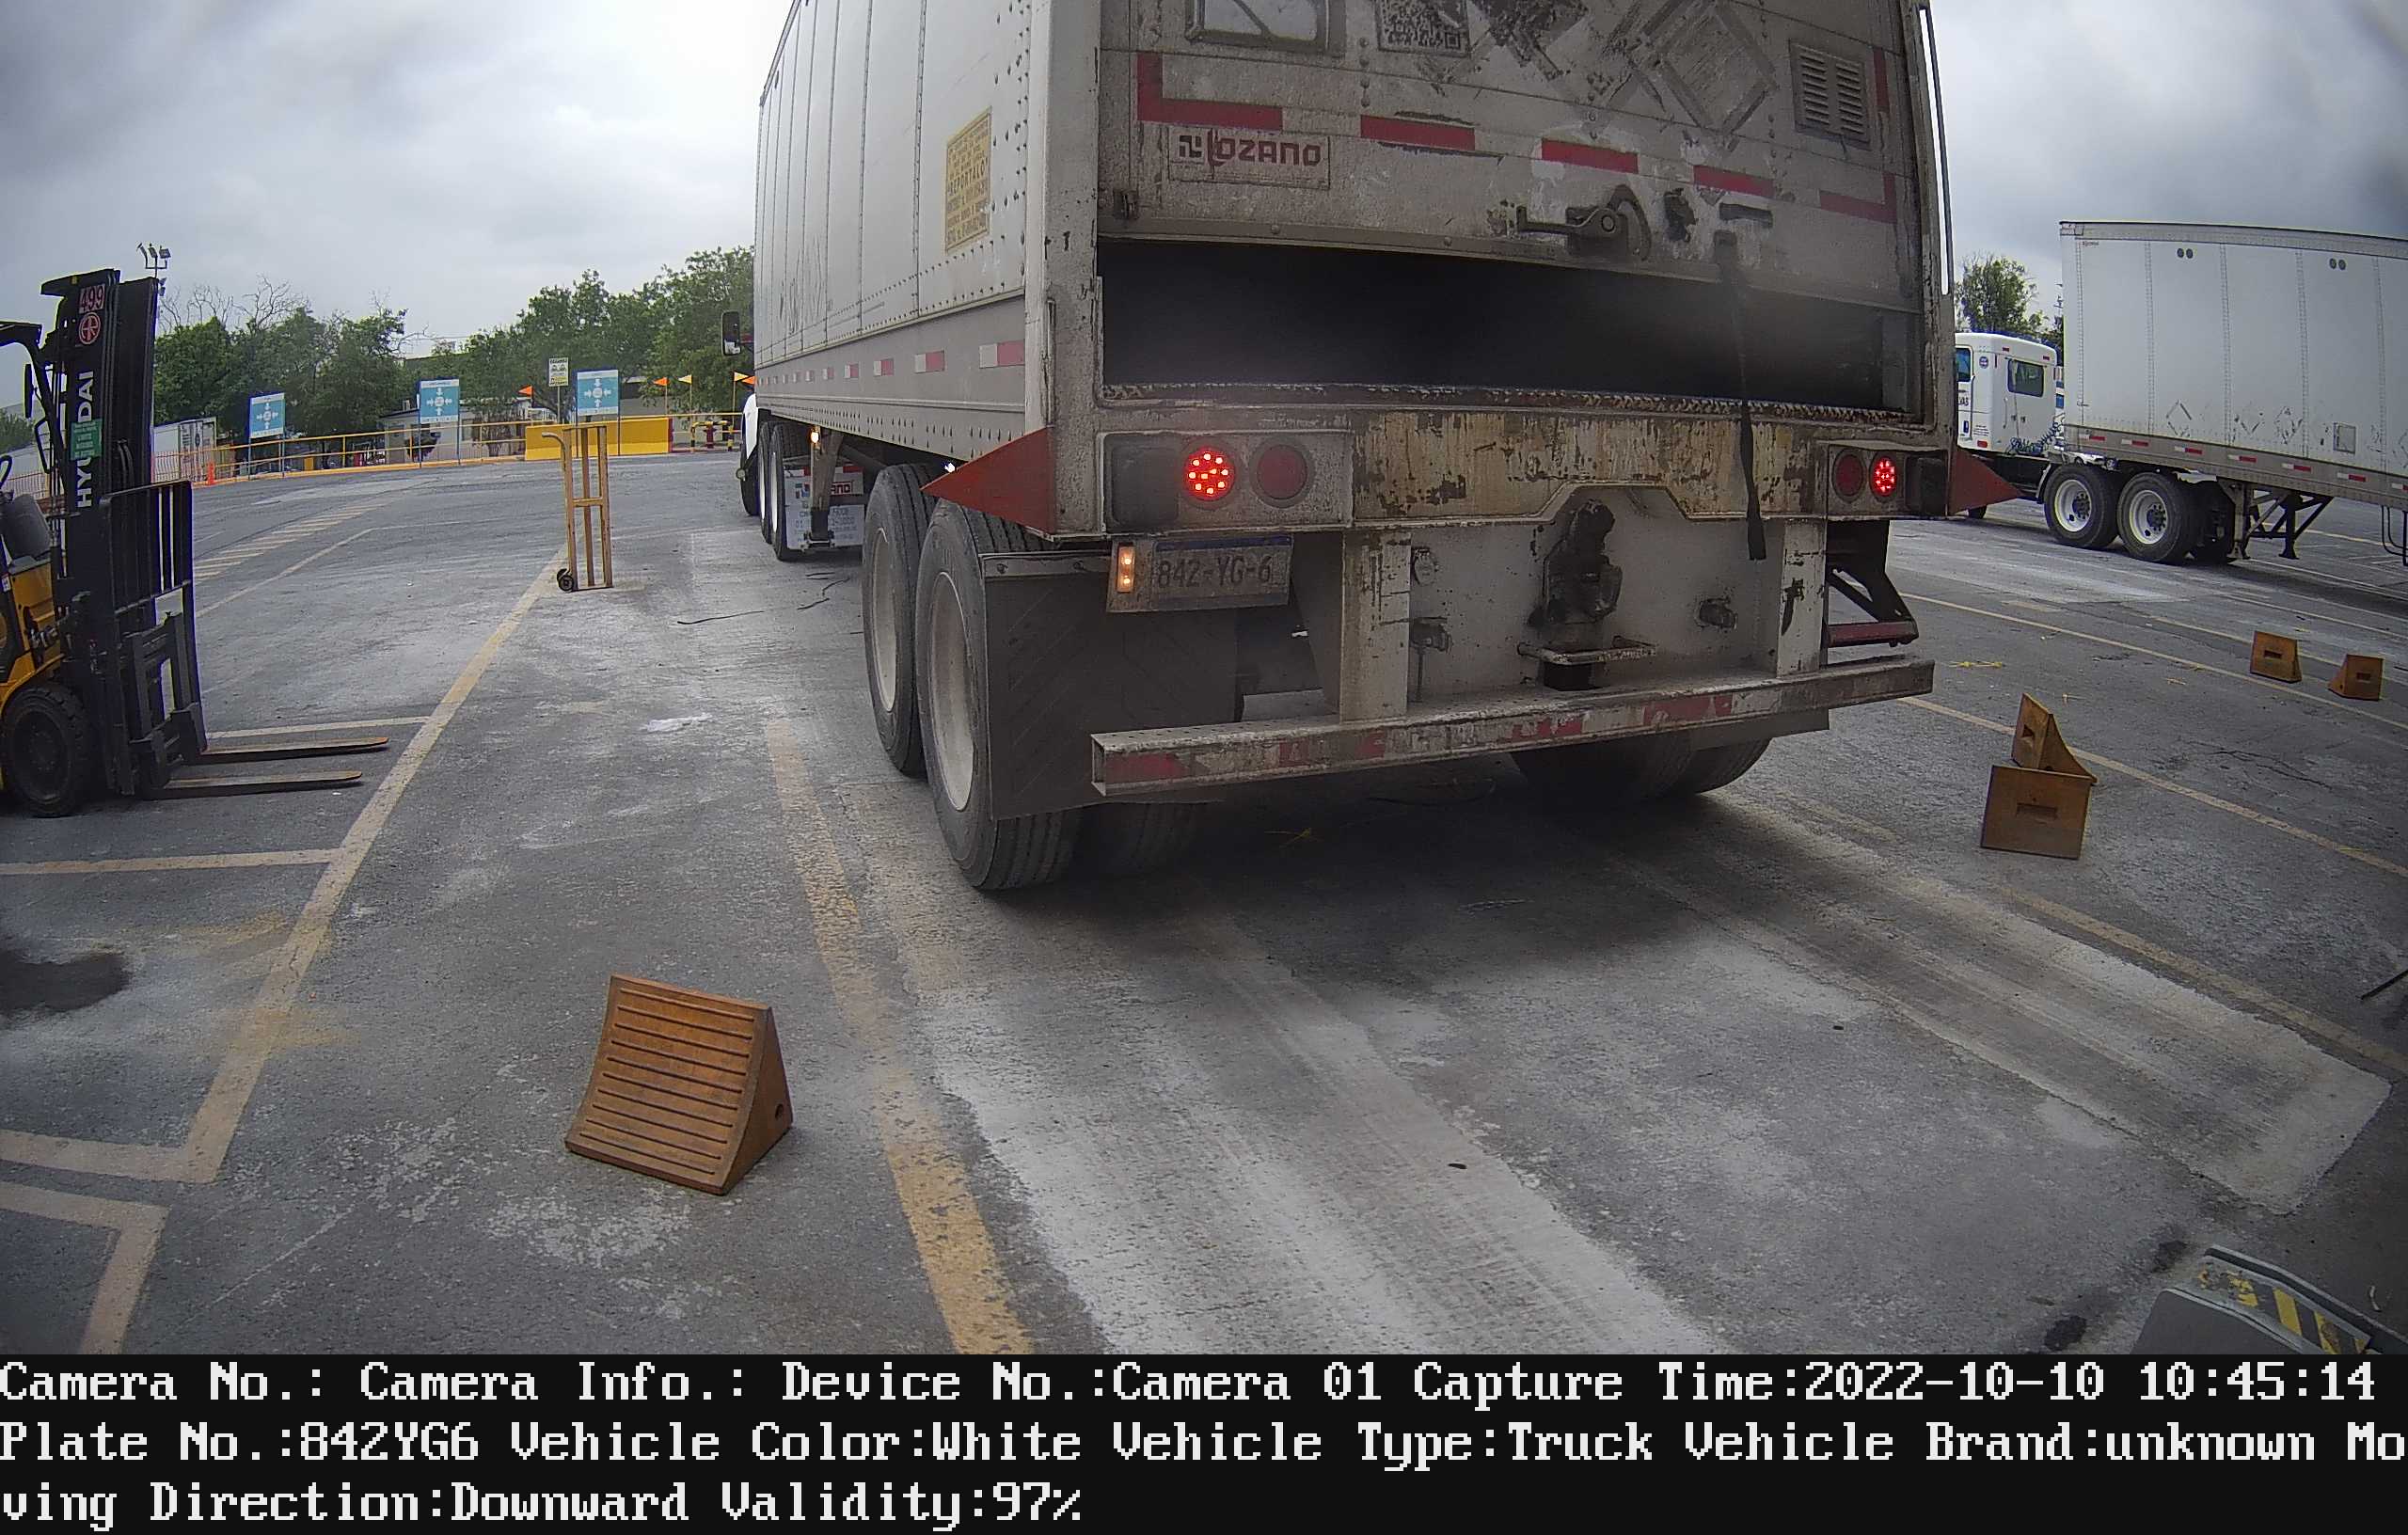 499
HYUNDAI
REPORTALO
LOZANO
LOZANO
842-YG-6
Camera No.: Camera Info.: Device No.:Camera 01 Capture Time:2022-10-10 10:45:14
Plate No.:842YG6 Vehicle Color:White Vehicle Type:Truck Vehicle Brand:unknown Mo
ving Direction:Downward Validity:97%